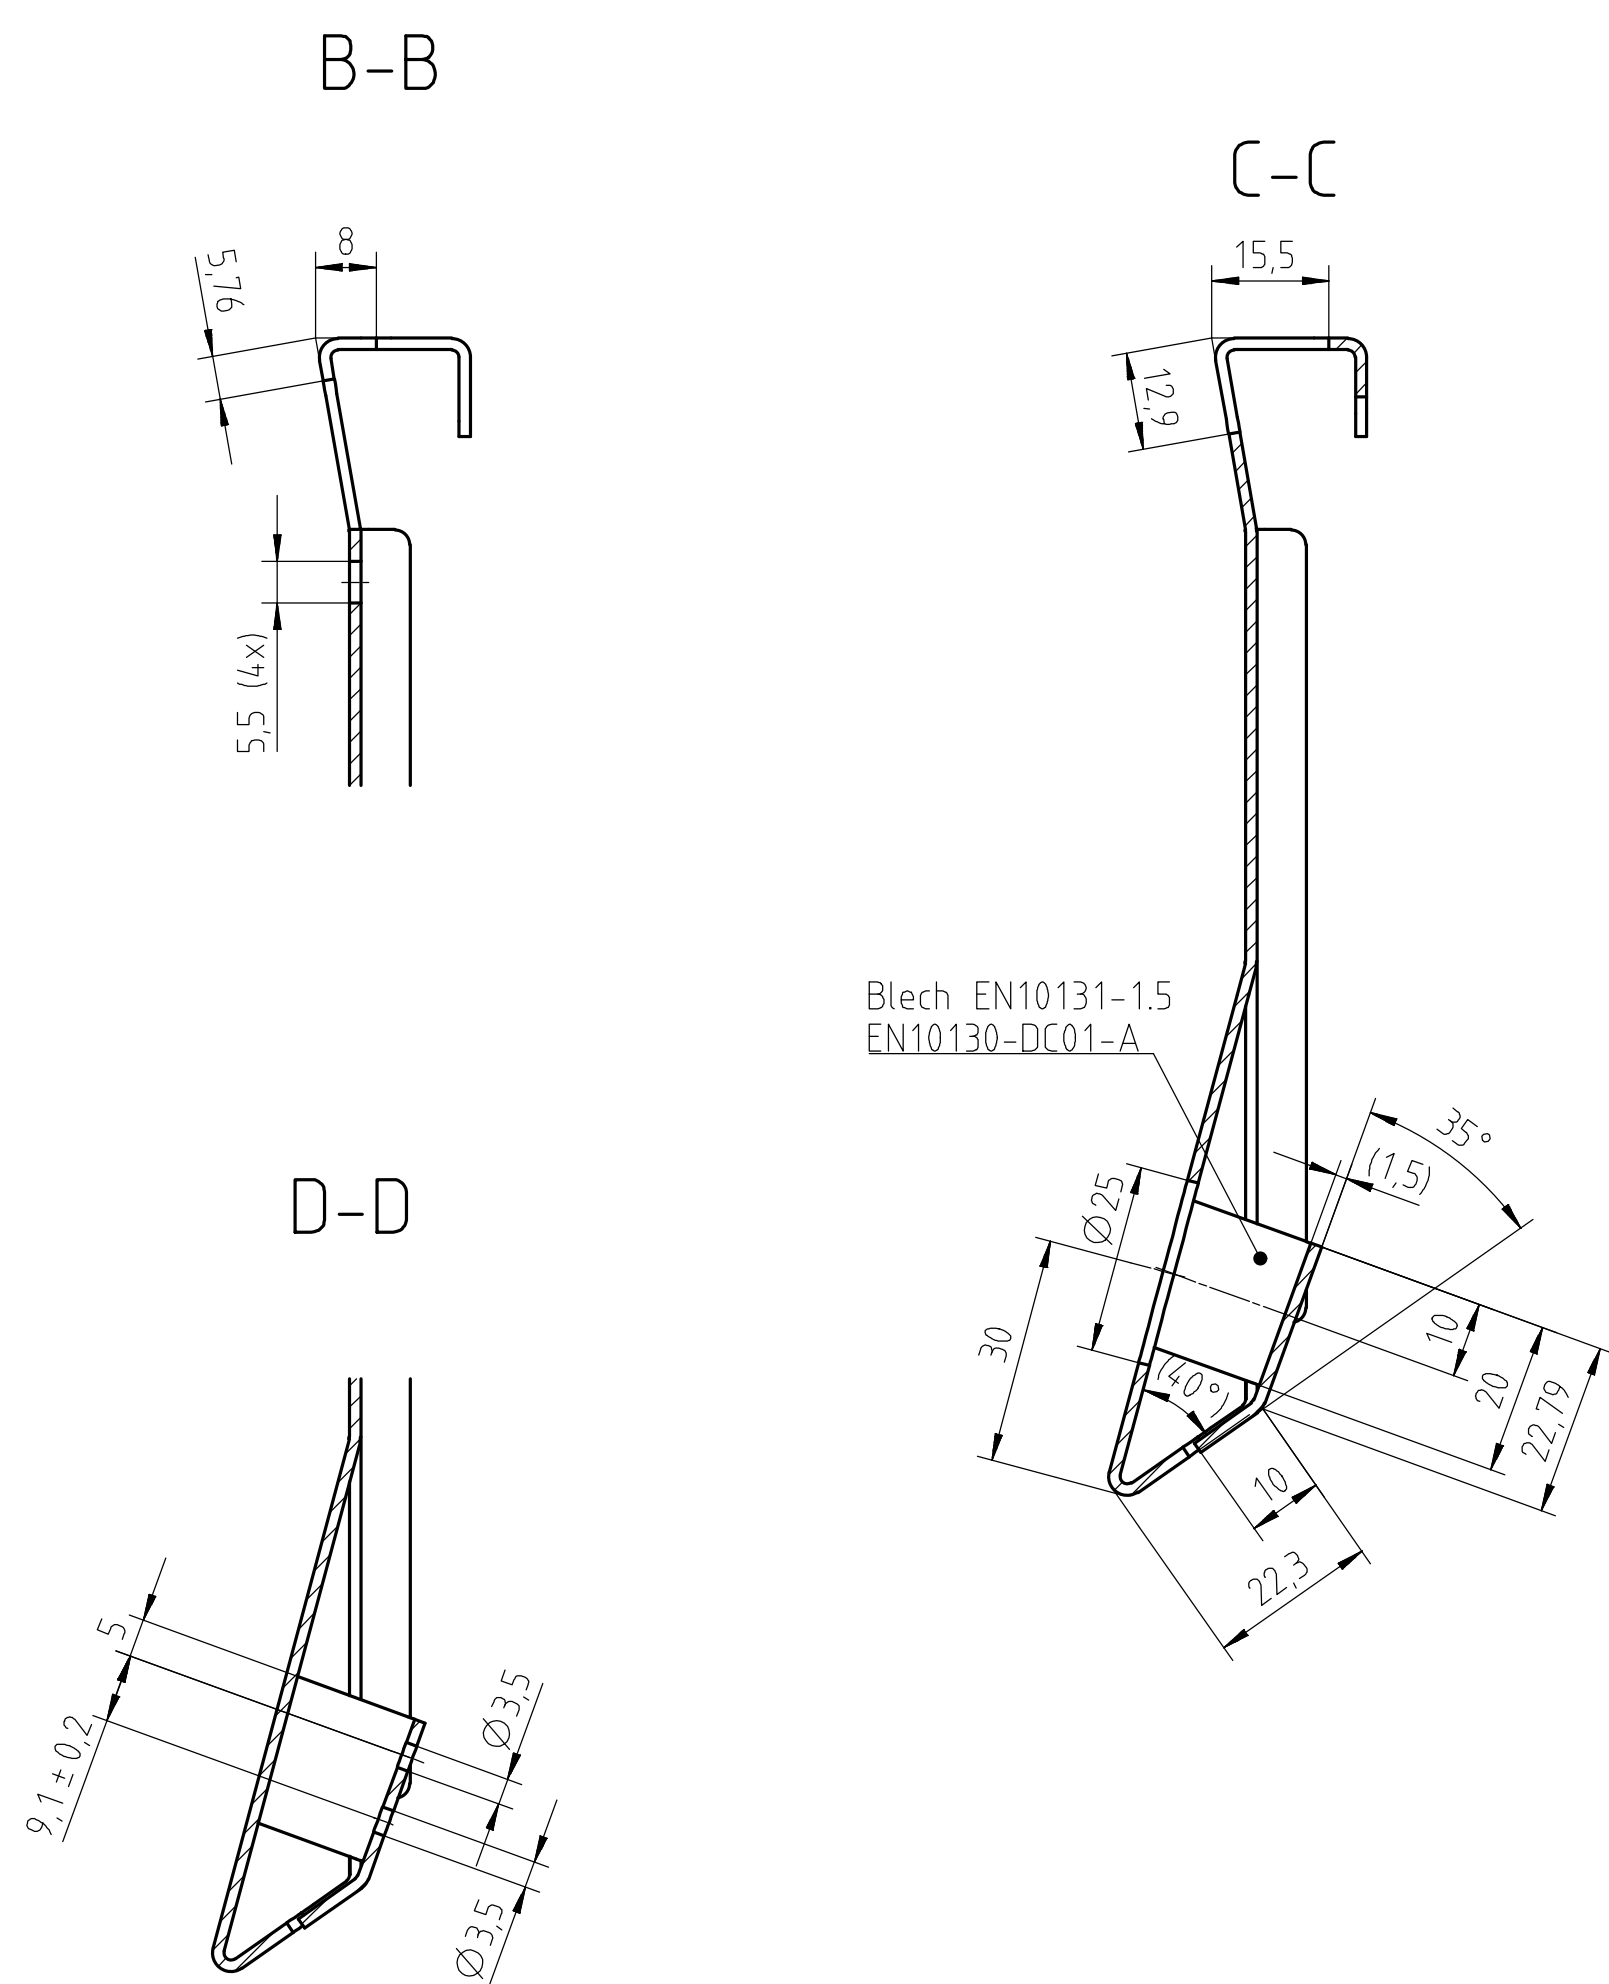 B-B
C-C
8
5,76
15,5
12,9
5,5 (4x)
Blech EN10131-1.5
EN10130-DC01-A
35°
(1,5)
Ø25
D-D
30
10
20
22,79
(40°)
10
22,3
5
Ø3,5
9,1±0,2
Ø3,5